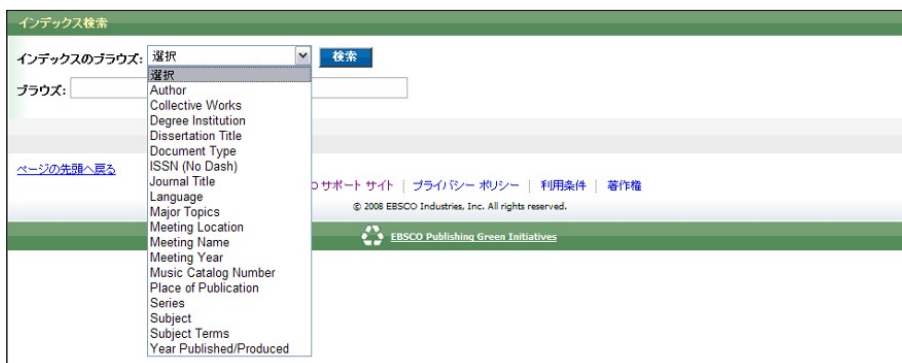 インデックス検索
インデックスのブラウズ: 選択 検索
選択
ブラウズ:
Author
Collective Works
Degree Institution
Dissertation Title
Document Type
ISSN (No Dash)
ページの先頭へ戻る
Journal Title
サポート サイト | プライバシー ポリシー | 利用条件 | 著作権
Language
Major Topics
© 2008 EBSCO Industries, Inc. All rights reserved.
Meeting Location
Meeting Name
EBSCO Publishing Green Initiatives
Meeting Year
Music Catalog Number
Place of Publication
Series
Subject
Subject Terms
Year Published/Produced